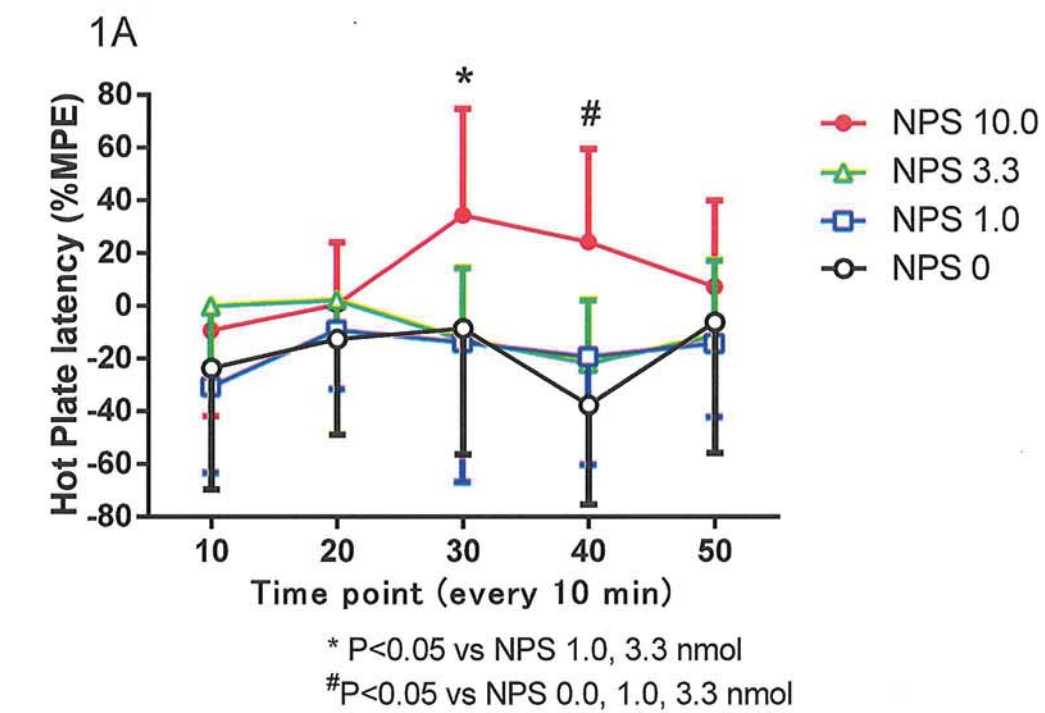 1A
*
#
80
60
40
20
0
-20
-40
-60
-80
Hot Plate latency (%MPE)
10 20 30 40 50
Time point (every 10 min)
NPS 10.0
NPS 3.3
NPS 1.0
NPS 0
* P<0.05 vs NPS 1.0, 3.3 nmol
#P<0.05 vs NPS 0.0, 1.0, 3.3 nmol